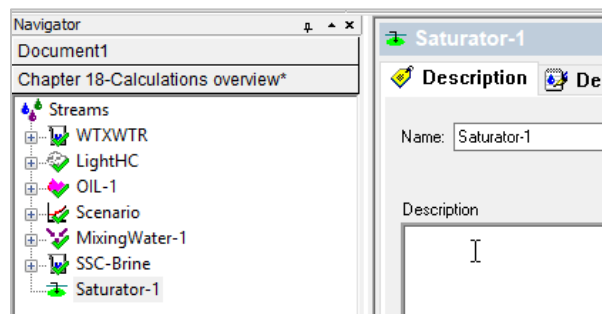 Navigator
Document1
Chapter 18-Calculations overview*
Streams
WTXWTR
LightHC
OIL-1
Scenario
MixingWater-1
SSC-Brine
Saturator-1
Saturator-1
Description
De
Name: Saturator-1
Description